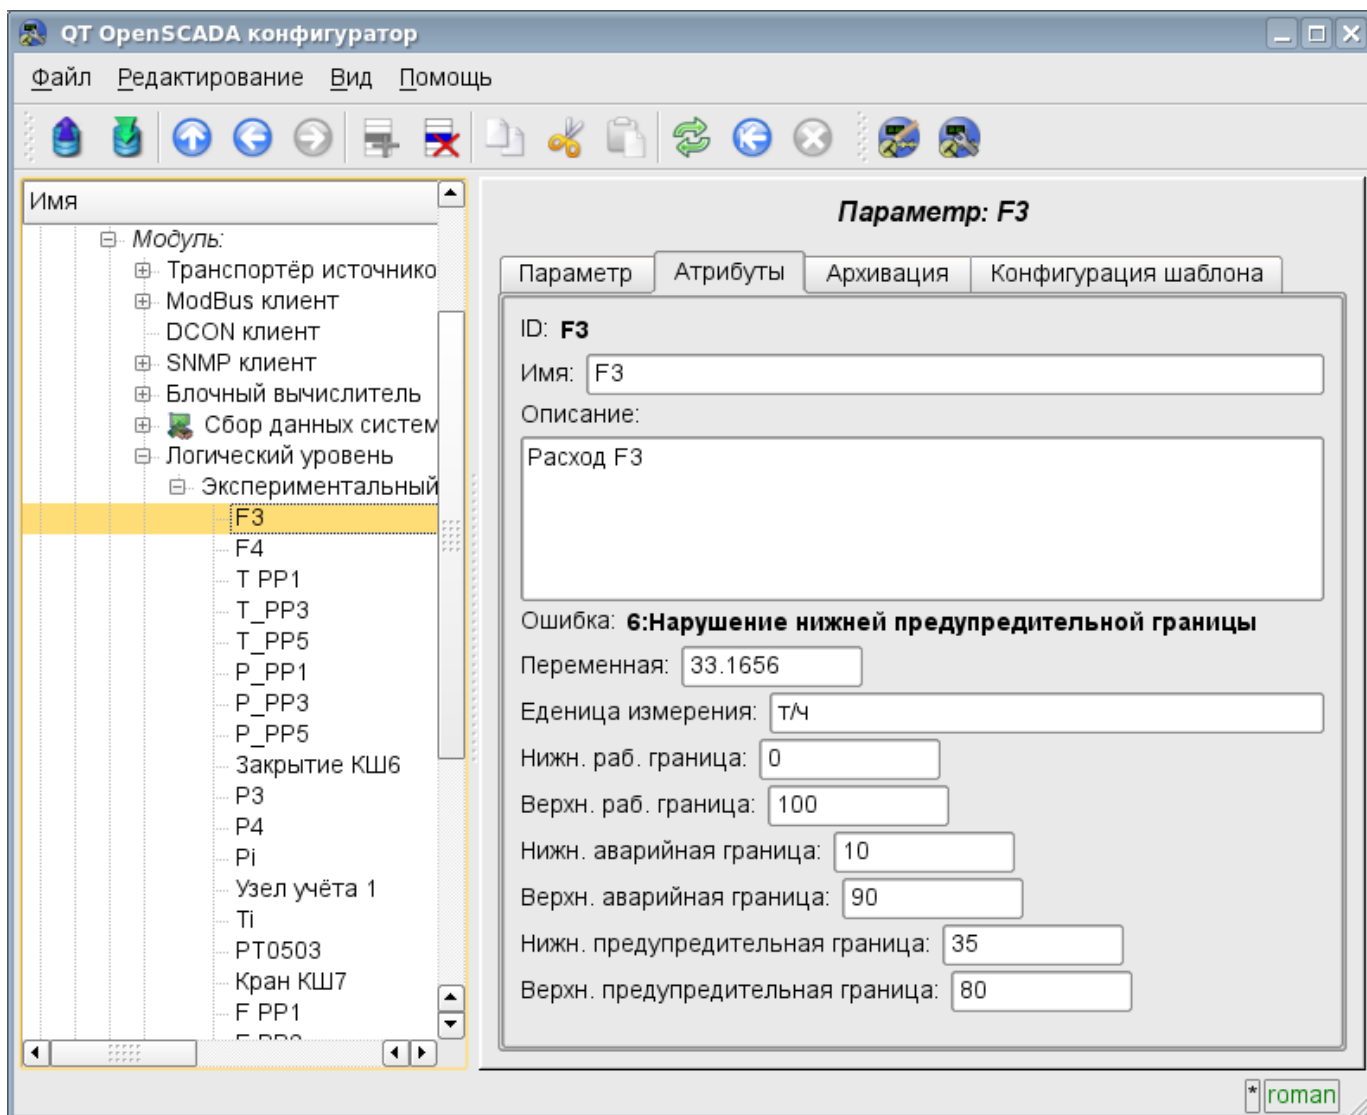 QT OpenSCADA конфигуратор
Файл Редактирование Вид Помощь
Имя
Модуль:
Транспортёр источнико
ModBus клиент
DCON клиент
SNMP клиент
Блочный вычислитель
Сбор данных систем
Логический уровень
Экспериментальный
F3
F4
T PP1
T_PP3
T_PP5
P_PP1
P_PP3
P_PP5
Закрытие КШ6
P3
P4
Pi
Узел учёта 1
Ti
PT0503
Кран КШ7
F PP1
Параметр: F3
Параметр Атрибуты Архивация Конфигурация шаблона
ID: F3
Имя: F3
Описание:
Расход F3
Ошибка: 6:Нарушение нижней предупредительной границы
Переменная: 33.1656
Еденица измерения: т/ч
Нижн. раб. граница: 0
Верхн. раб. граница: 100
Нижн. аварийная граница: 10
Верхн. аварийная граница: 90
Нижн. предупредительная граница: 35
Верхн. предупредительная граница: 80
* roman